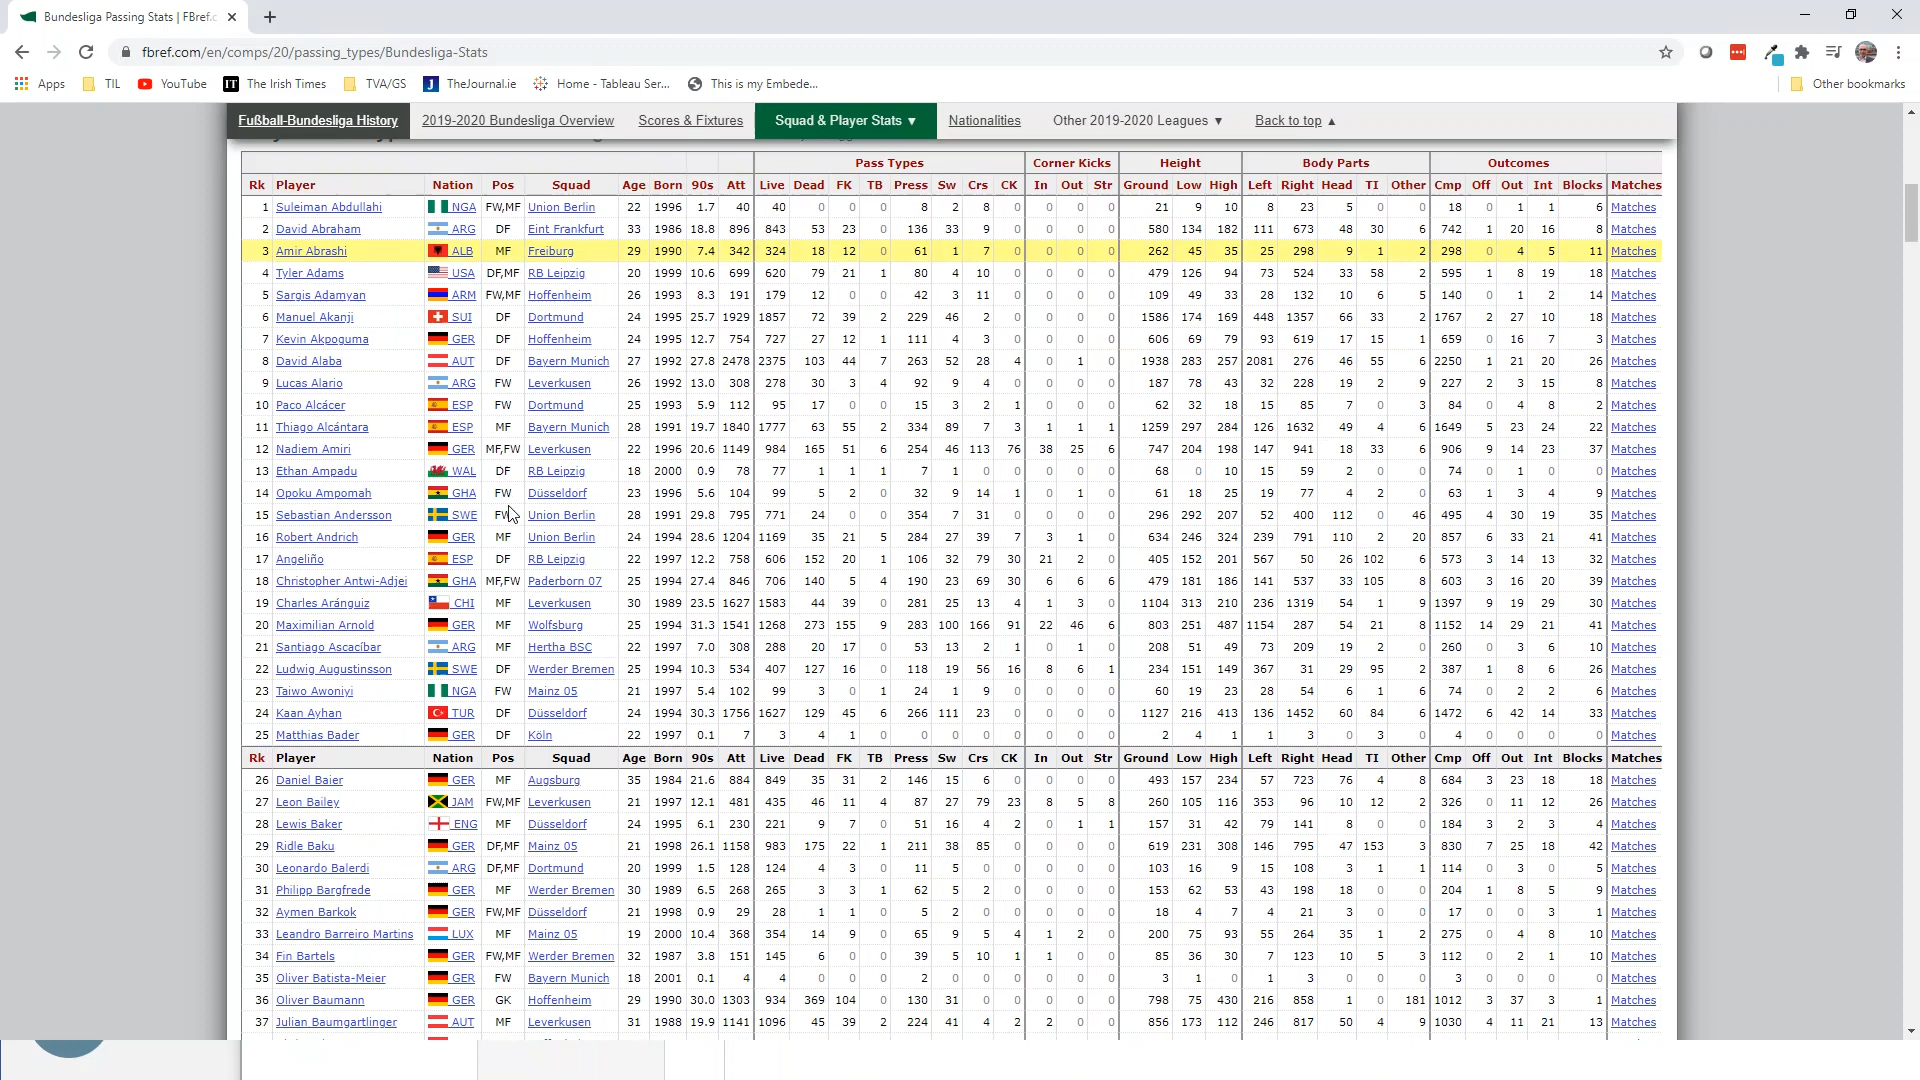 Bundesliga Passing Stats | FBref.c
fbref.com/en/comps/20/passing_types/Bundesliga-Stats
Apps TIL YouTube The Irish Times TVA/GS TheJournal.ie Home - Tableau Ser... This is my Embede... Other bookmarks
Fußball-Bundesliga History 2019-2020 Bundesliga Overview Scores & Fixtures Squad & Player Stats ▼ Nationalities Other 2019-2020 Leagues ▼ Back to top ▲
Pass Types Corner Kicks Height Body Parts Outcomes
Rk Player Nation Pos Squad Age Born 90s Att Live Dead FK TB Press Sw Crs CK In Out Str Ground Low High Left Right Head TI Other Cmp Off Out Int Blocks Matches
1 Suleiman Abdullahi NGA FW,MF Union Berlin 22 1996 1.7 40 40 0 0 0 8 2 8 0 0 0 0 21 9 10 8 23 5 0 0 18 0 1 1 6 Matches
2 David Abraham ARG DF Eint Frankfurt 33 1986 18.8 896 843 53 23 0 136 33 9 0 0 0 0 580 134 182 111 673 48 30 6 742 1 20 16 8 Matches
3 Amir Abrashi ALB MF Freiburg 29 1990 7.4 342 324 18 12 0 61 1 7 0 0 0 0 262 45 35 25 298 9 1 2 298 0 4 5 11 Matches
4 Tyler Adams USA DF,MF RB Leipzig 20 1999 10.6 699 620 79 21 1 80 4 10 0 0 0 0 479 126 94 73 524 33 58 2 595 1 8 19 18 Matches
5 Sargis Adamyan ARM FW,MF Hoffenheim 26 1993 8.3 191 179 12 0 0 42 3 11 0 0 0 0 109 49 33 28 132 10 6 5 140 0 1 2 14 Matches
6 Manuel Akanji SUI DF Dortmund 24 1995 25.7 1929 1857 72 39 2 229 46 2 0 0 0 0 1586 174 169 448 1357 66 33 2 1767 2 27 10 18 Matches
7 Kevin Akpoguma GER DF Hoffenheim 24 1995 12.7 754 727 27 12 1 111 4 3 0 0 0 0 606 69 79 93 619 17 15 1 659 0 16 7 3 Matches
8 David Alaba AUT DF Bayern Munich 27 1992 27.8 2478 2375 103 44 7 263 52 28 4 0 1 0 1938 283 257 2081 276 46 55 6 2250 1 21 20 26 Matches
9 Lucas Alario ARG FW Leverkusen 26 1992 13.0 308 278 30 3 4 92 9 4 0 0 0 0 187 78 43 32 228 19 2 9 227 2 3 15 8 Matches
10 Paco Alcácer ESP FW Dortmund 25 1993 5.9 112 95 17 0 0 15 3 2 1 0 0 0 62 32 18 15 85 7 0 3 84 0 4 8 2 Matches
11 Thiago Alcántara ESP MF Bayern Munich 28 1991 19.7 1840 1777 63 55 2 334 89 7 3 1 1 1 1259 297 284 126 1632 49 4 6 1649 5 23 24 22 Matches
12 Nadiem Amiri GER MF,FW Leverkusen 22 1996 20.6 1149 984 165 51 6 254 46 113 76 38 25 6 747 204 198 147 941 18 33 6 906 9 14 23 37 Matches
13 Ethan Ampadu WAL DF RB Leipzig 18 2000 0.9 78 77 1 1 1 7 1 0 0 0 0 0 68 0 10 15 59 2 0 0 74 0 1 0 0 Matches
14 Opoku Ampomah GHA FW Düsseldorf 23 1996 5.6 104 99 5 2 0 32 9 14 1 0 1 0 61 18 25 19 77 4 2 0 63 1 3 4 9 Matches
15 Sebastian Andersson SWE FW Union Berlin 28 1991 29.8 795 771 24 0 0 354 7 31 0 0 0 0 296 292 207 52 400 112 0 46 495 4 30 19 35 Matches
16 Robert Andrich GER MF Union Berlin 24 1994 28.6 1204 1169 35 21 5 284 27 39 7 3 1 0 634 246 324 239 791 110 2 20 857 6 33 21 41 Matches
17 Angeliño ESP DF RB Leipzig 22 1997 12.2 758 606 152 20 1 106 32 79 30 21 2 0 405 152 201 567 50 26 102 6 573 3 14 13 32 Matches
18 Christopher Antwi-Adjei GHA MF,FW Paderborn 07 25 1994 27.4 846 706 140 5 4 190 23 69 30 6 6 6 479 181 186 141 537 33 105 8 603 3 16 20 39 Matches
19 Charles Aránguiz CHI MF Leverkusen 30 1989 23.5 1627 1583 44 39 0 281 25 13 4 1 3 0 1104 313 210 236 1319 54 1 9 1397 9 19 29 30 Matches
20 Maximilian Arnold GER MF Wolfsburg 25 1994 31.3 1541 1268 273 155 9 283 100 166 91 22 46 6 803 251 487 1154 287 54 21 8 1152 14 29 21 41 Matches
21 Santiago Ascacíbar ARG MF Hertha BSC 22 1997 7.0 308 288 20 17 0 53 13 2 1 0 1 0 208 51 49 73 209 19 2 0 260 0 3 6 10 Matches
22 Ludwig Augustinsson SWE DF Werder Bremen 25 1994 10.3 534 407 127 16 0 118 19 56 16 8 6 1 234 151 149 367 31 29 95 2 387 1 8 6 26 Matches
23 Taiwo Awoniyi NGA FW Mainz 05 21 1997 5.4 102 99 3 0 1 24 1 9 0 0 0 0 60 19 23 28 54 6 1 6 74 0 2 2 6 Matches
24 Kaan Ayhan TUR DF Düsseldorf 24 1994 30.3 1756 1627 129 45 6 266 111 23 0 0 0 0 1127 216 413 136 1452 60 84 6 1472 6 42 14 33 Matches
25 Matthias Bader GER DF Köln 22 1997 0.1 7 3 4 1 0 0 0 0 0 0 0 0 2 4 1 1 3 0 3 0 4 0 0 0 0 Matches
Rk Player Nation Pos Squad Age Born 90s Att Live Dead FK TB Press Sw Crs CK In Out Str Ground Low High Left Right Head TI Other Cmp Off Out Int Blocks Matches
26 Daniel Baier GER MF Augsburg 35 1984 21.6 884 849 35 31 2 146 15 6 0 0 0 0 493 157 234 57 723 76 4 8 684 3 23 18 18 Matches
27 Leon Bailey JAM FW,MF Leverkusen 21 1997 12.1 481 435 46 11 4 87 27 79 23 8 5 8 260 105 116 353 96 10 12 2 326 0 11 12 26 Matches
28 Lewis Baker ENG MF Düsseldorf 24 1995 6.1 230 221 9 7 0 51 16 4 2 0 1 1 157 31 42 79 141 8 0 0 184 3 2 3 4 Matches
29 Ridle Baku GER DF,MF Mainz 05 21 1998 26.1 1158 983 175 22 1 211 38 85 0 0 0 0 619 231 308 146 795 47 153 3 830 7 25 18 42 Matches
30 Leonardo Balerdi ARG DF,MF Dortmund 20 1999 1.5 128 124 4 3 0 11 5 0 0 0 0 0 103 16 9 15 108 3 1 1 114 0 3 0 5 Matches
31 Philipp Bargfrede GER MF Werder Bremen 30 1989 6.5 268 265 3 3 1 62 5 2 0 0 0 0 153 62 53 43 198 18 0 0 204 1 8 5 9 Matches
32 Aymen Barkok GER FW,MF Düsseldorf 21 1998 0.9 29 28 1 1 0 5 2 0 0 0 0 0 18 4 7 4 21 3 0 0 17 0 0 3 1 Matches
33 Leandro Barreiro Martins LUX MF Mainz 05 19 2000 10.4 368 354 14 9 0 65 9 5 4 1 2 0 200 75 93 55 264 35 1 2 275 0 4 8 10 Matches
34 Fin Bartels GER FW,MF Werder Bremen 32 1987 3.8 151 145 6 0 0 39 5 10 1 1 0 0 85 36 30 7 123 10 5 3 112 0 2 1 10 Matches
35 Oliver Batista-Meier GER FW Bayern Munich 18 2001 0.1 4 4 0 0 0 2 0 0 0 0 0 0 3 1 0 1 3 0 0 0 3 0 0 0 0 Matches
36 Oliver Baumann GER GK Hoffenheim 29 1990 30.0 1303 934 369 104 0 130 31 0 0 0 0 0 798 75 430 216 858 1 0 181 1012 3 37 3 1 Matches
37 Julian Baumgartlinger AUT MF Leverkusen 31 1988 19.9 1141 1096 45 39 2 224 41 4 2 2 0 0 856 173 112 246 817 50 4 9 1030 4 11 21 13 Matches